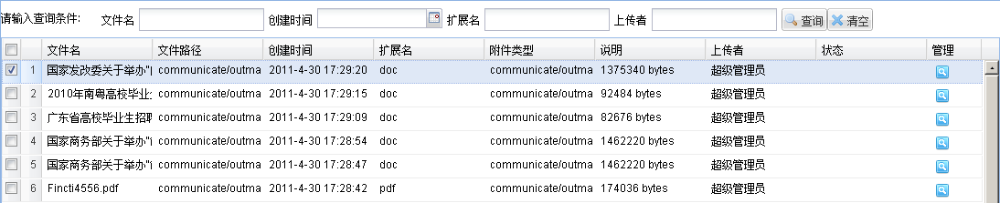 请输入查询条件: 文件名 创建时间 扩展名 上传者 查询 清空
文件名 文件路径 创建时间 扩展名 附件类型 说明 上传者 状态 管理
1 国家发改委关于举办"( communicate/outma 2011-4-30 17:29:20 doc communicate/outma 1375340 bytes 超级管理员
2 2010年南粤高校毕业 communicate/outma 2011-4-30 17:29:15 doc communicate/outma 92484 bytes 超级管理员
3 广东省高校毕业生招聘 communicate/outma 2011-4-30 17:29:09 doc communicate/outma 82676 bytes 超级管理员
4 国家商务部关于举办" communicate/outma 2011-4-30 17:28:54 doc communicate/outma 1462220 bytes 超级管理员
5 国家商务部关于举办" communicate/outma 2011-4-30 17:28:47 doc communicate/outma 1462220 bytes 超级管理员
6 Fincti4556.pdf communicate/outma 2011-4-30 17:28:42 pdf communicate/outma 174036 bytes 超级管理员